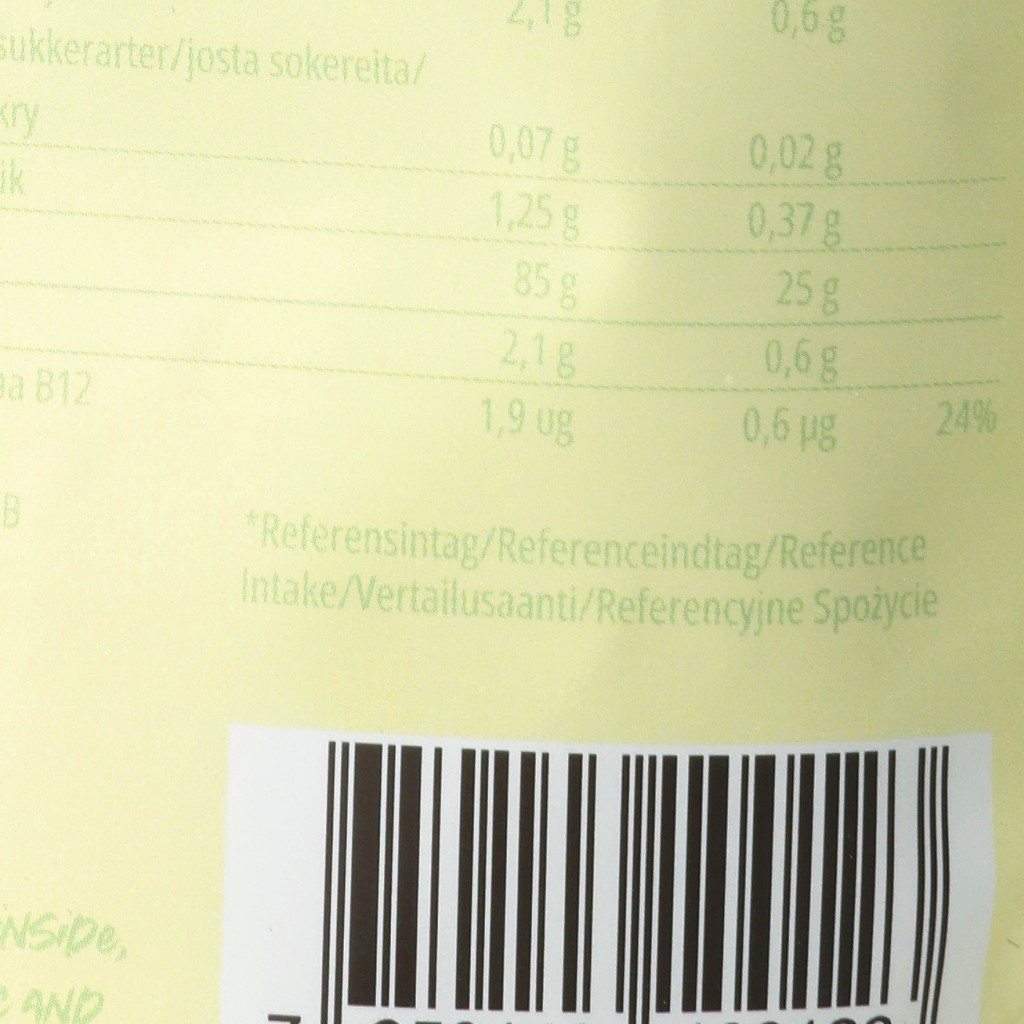 2,1 g 0,6 g
sukkerarter/josta sokereita/
kry 0,07 g 0,02 g
ik 1,25 g 0,37 g
85 g 25 g
2,1 g 0,6 g
pa B12 1,9 ug 0,6 µg 24%
B
*Referensintag/Referenceindtag/Reference
Intake/Vertailusaanti/Referencyjne Spożycie
INSiDe,
AND